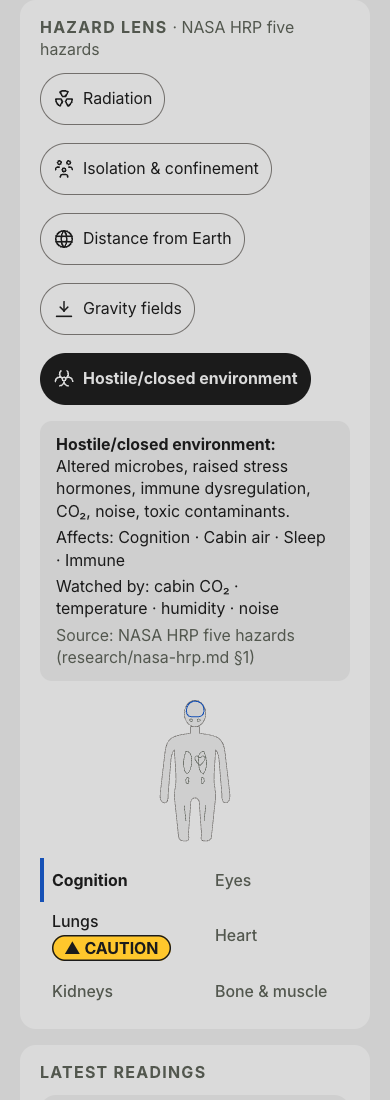 HAZARD LENS · NASA HRP five
hazards
Radiation
Isolation & confinement
Distance from Earth
Gravity fields
Hostile/closed environment
Hostile/closed environment:
Altered microbes, raised stress
hormones, immune dysregulation,
CO₂, noise, toxic contaminants.
Affects: Cognition · Cabin air · Sleep
· Immune
Watched by: cabin CO₂ ·
temperature · humidity · noise
Source: NASA HRP five hazards
(research/nasa-hrp.md §1)
Cognition
Eyes
Lungs
CAUTION
Heart
Kidneys
Bone & muscle
LATEST READINGS